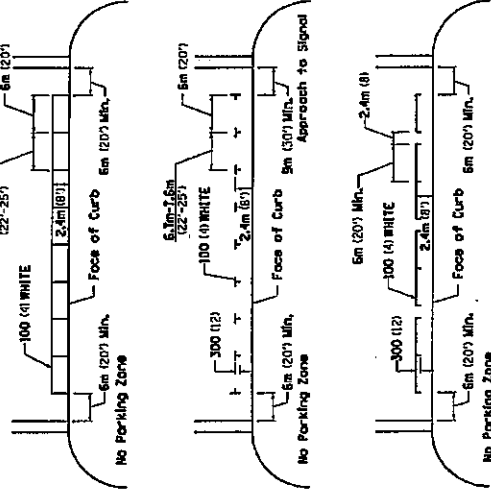 6m (20')
(22'-25')
100 (4) WHITE
2.4m (8')
Face of Curb
6m (20') Min.
6m (20') Min.
No Parking Zone
6m (20')
6.7m-7.6m
(22'-25')
100 (4) WHITE
300 (12)
2.4m (8')
Face of Curb
6m (20') Min.
9m (30') Min.
Approach to Signal
No Parking Zone
2.4m (8)
6m (20') Min.
100 (4) WHITE
300 (12)
2.4m (8')
Face of Curb
6m (20') Min.
6m (20') Min.
No Parking Zone